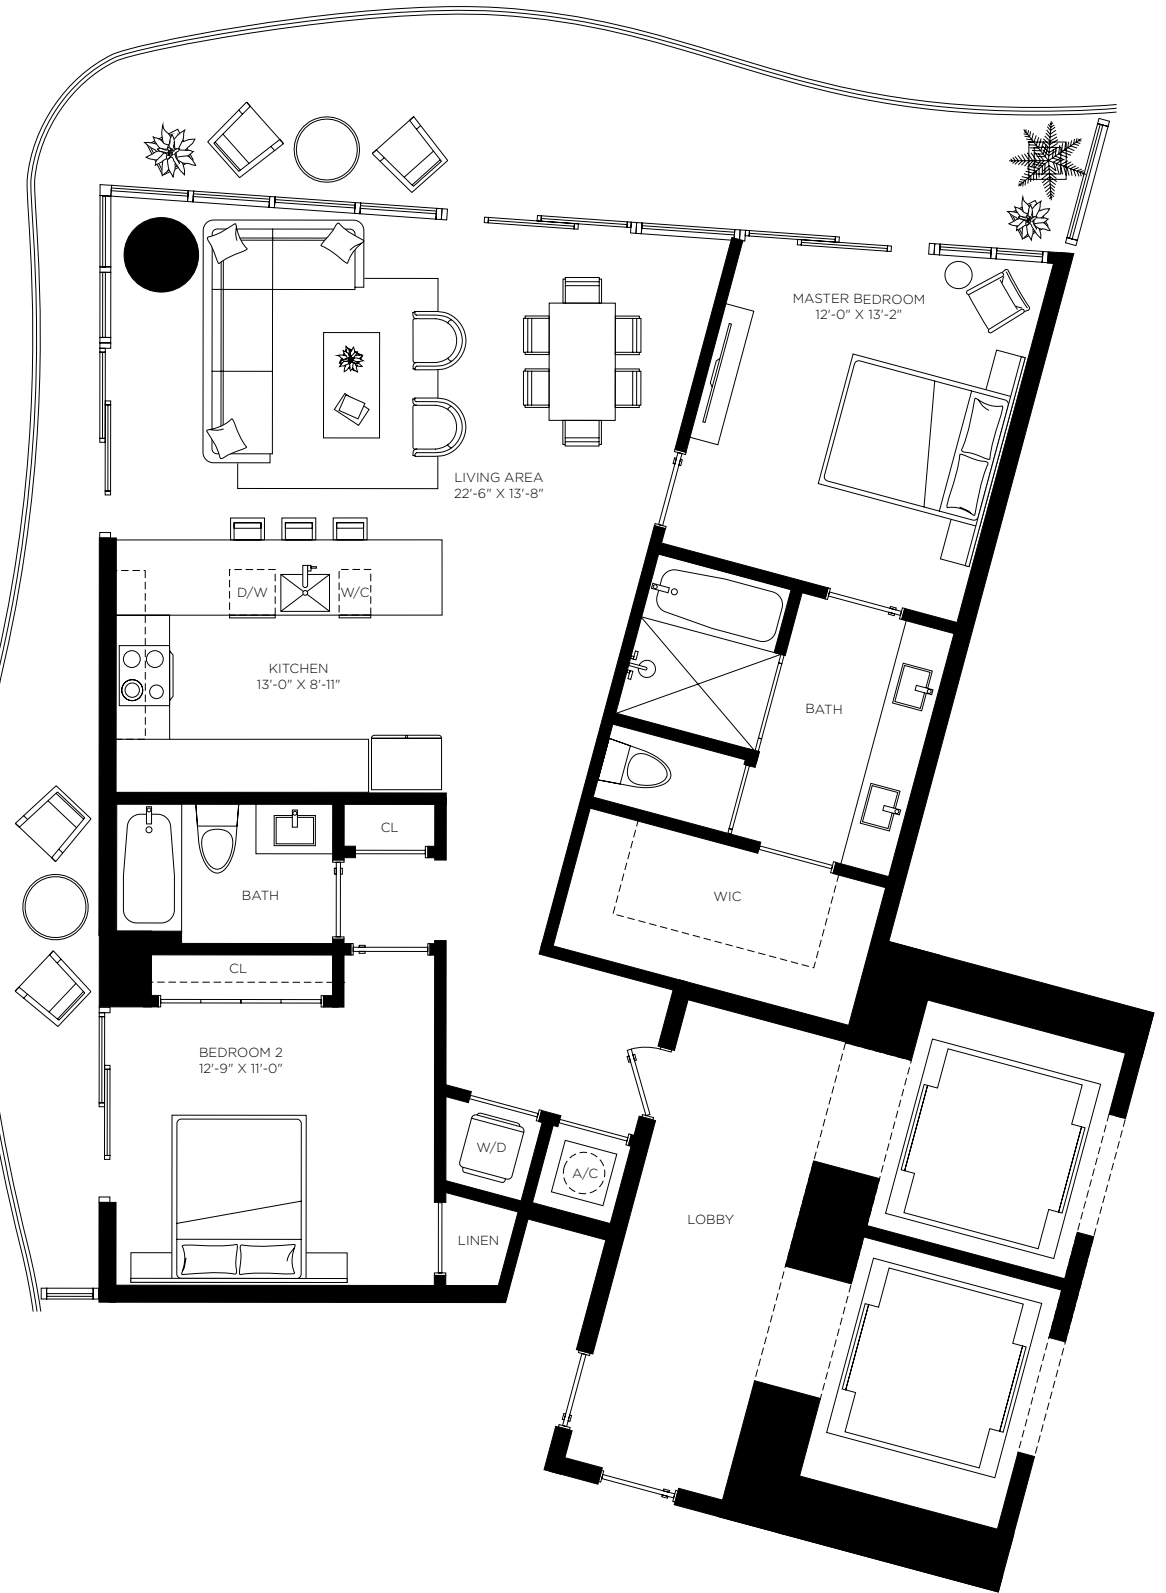 MASTER BEDROOM
12'-0" X 13'-2"
LIVING AREA
22'-6" X 13'-8"
D/W
W/C
KITCHEN
13'-0" X 8'-11"
BATH
CL
BATH
WIC
CL
BEDROOM 2
12'-9" X 11'-0"
W/D
A/C
LOBBY
LINEN